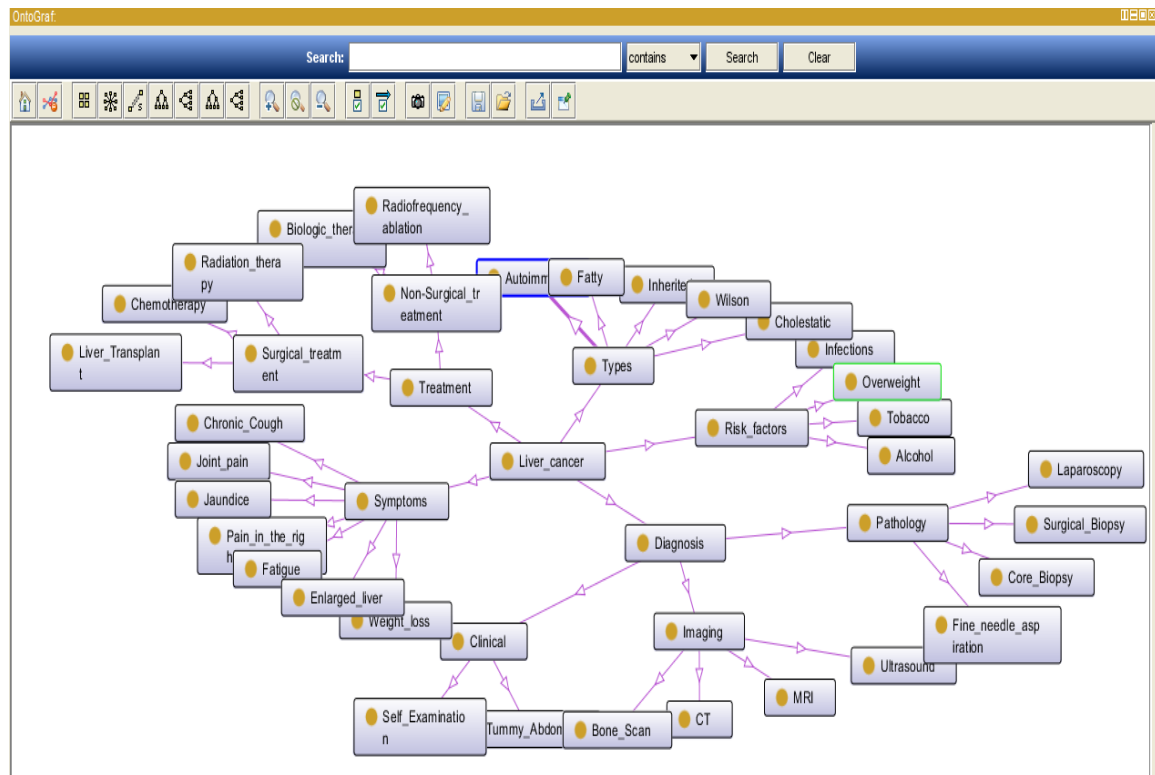 OntoGraf:
Search:
contains
Search
Clear
Radiofrequency_
ablation
Biologic_ther
Radiation_thera
py
Chemotherapy
Non-Surgical_tr
eatment
Autoimm
Fatty
Inherited
Wilson
Cholestatic
Infections
Liver_Transplan
t
Surgical_treatm
ent
Treatment
Types
Overweight
Tobacco
Alcohol
Risk_factors
Chronic_Cough
Joint_pain
Jaundice
Pain_in_the_rig
h
Fatigue
Enlarged_liver
Weight_loss
Symptoms
Liver_cancer
Diagnosis
Pathology
Laparoscopy
Surgical_Biopsy
Core_Biopsy
Fine_needle_asp
iration
Clinical
Imaging
Ultrasound
MRI
CT
Bone_Scan
Tummy_Abdon
Self_Examinatio
n